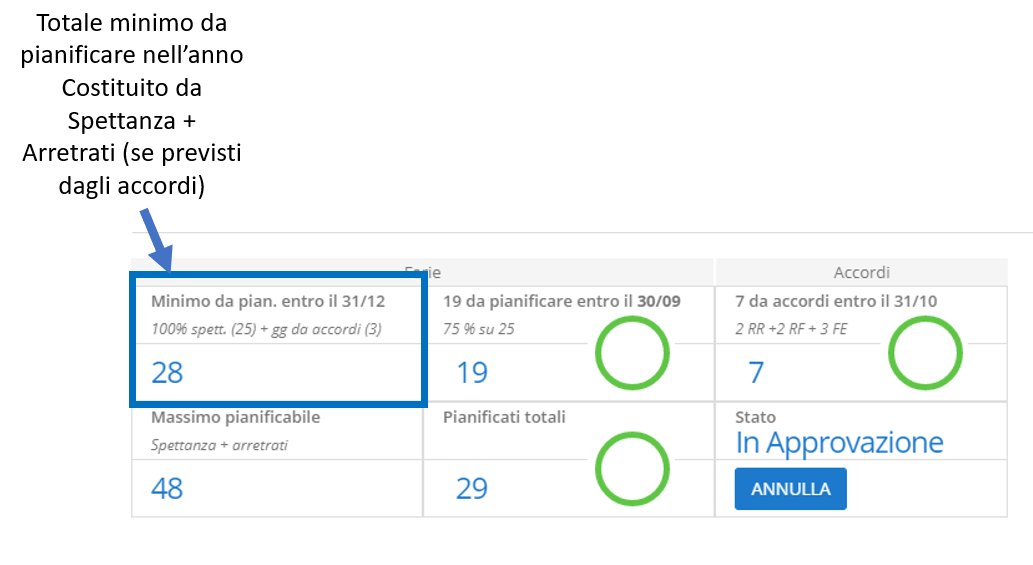 Totale minimo da
pianificare nell’anno
Costituito da
Spettanza +
Arretrati (se previsti
dagli accordi)
Ferie
Accordi
Minimo da pian. entro il 31/12
100% spett. (25) + gg da accordi (3)
28
19 da pianificare entro il 30/09
75 % su 25
19
7 da accordi entro il 31/10
2 RR +2 RF + 3 FE
7
Massimo pianificabile
Spettanza + arretrati
48
Pianificati totali
29
Stato
In Approvazione
ANNULLA